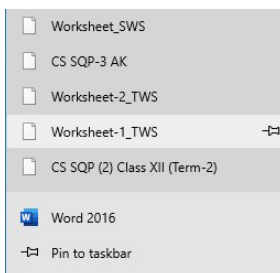 Worksheet_SWS
CS SQP-3 AK
Worksheet-2_TWS
Worksheet-1_TWS
CS SQP (2) Class XII (Term-2)
Word 2016
Pin to taskbar